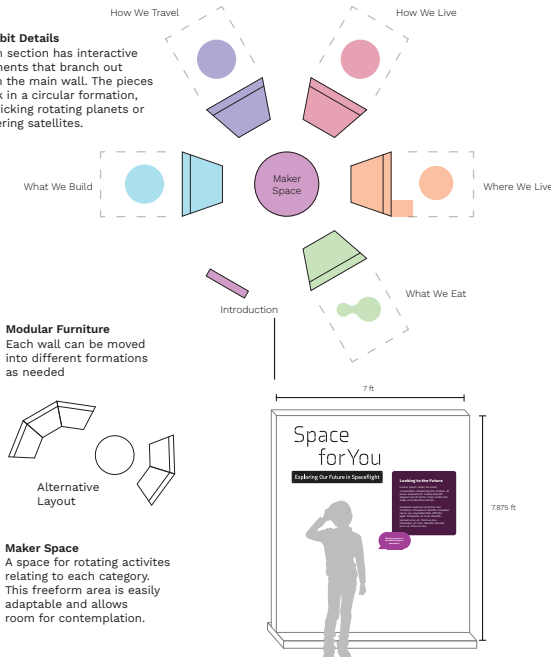 How We Travel
How We Live
bit Details
section has interactive
ents that branch out
the main wall. The pieces
in a circular formation,
icking rotating planets or
ering satellites.
Maker
Space
What We Build
Where We Live
What We Eat
Introduction
Modular Furniture
Each wall can be moved
into different formations
as needed
Alternative
Layout
Maker Space
A space for rotating activites
relating to each category.
This freeform area is easily
adaptable and allows
room for contemplation.
7 ft
7.875 ft
Space
for You
Exploring Our Future in Spaceflight
Looking to the Future